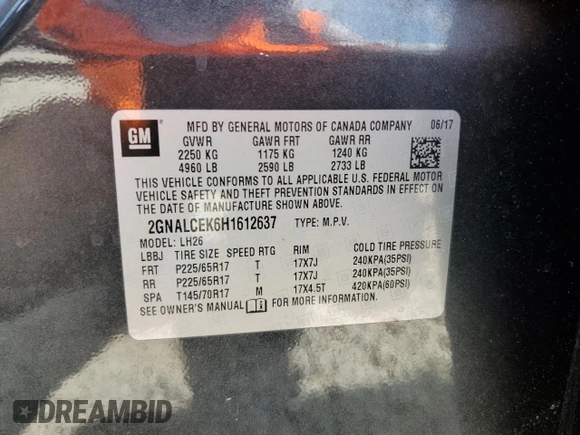 GM
MFD BY GENERAL MOTORS OF CANADA COMPANY 06/17
GVWR GAWR FRT GAWR RR
2250 KG 1175 KG 1240 KG
4960 LB 2590 LB 2733 LB
THIS VEHICLE CONFORMS TO ALL APPLICABLE U.S. FEDERAL MOTOR
VEHICLE SAFETY AND THEFT PREVENTION STANDARDS IN EFFECT ON
THE DATE OF MANUFACTURE SHOWN ABOVE.
2GNALCEK6H1612637 TYPE: M.P.V.
MODEL: LH26
LBBJ TIRE SIZE SPEED RTG RIM COLD TIRE PRESSURE
FRT P225/65R17 T 17X7J 240KPA(35PSI)
RR P225/65R17 T 17X7J 240KPA(35PSI)
SPA T145/70R17 M 17X4.5T 420KPA(60PSI)
SEE OWNER'S MANUAL FOR MORE INFORMATION.
DREAMBID